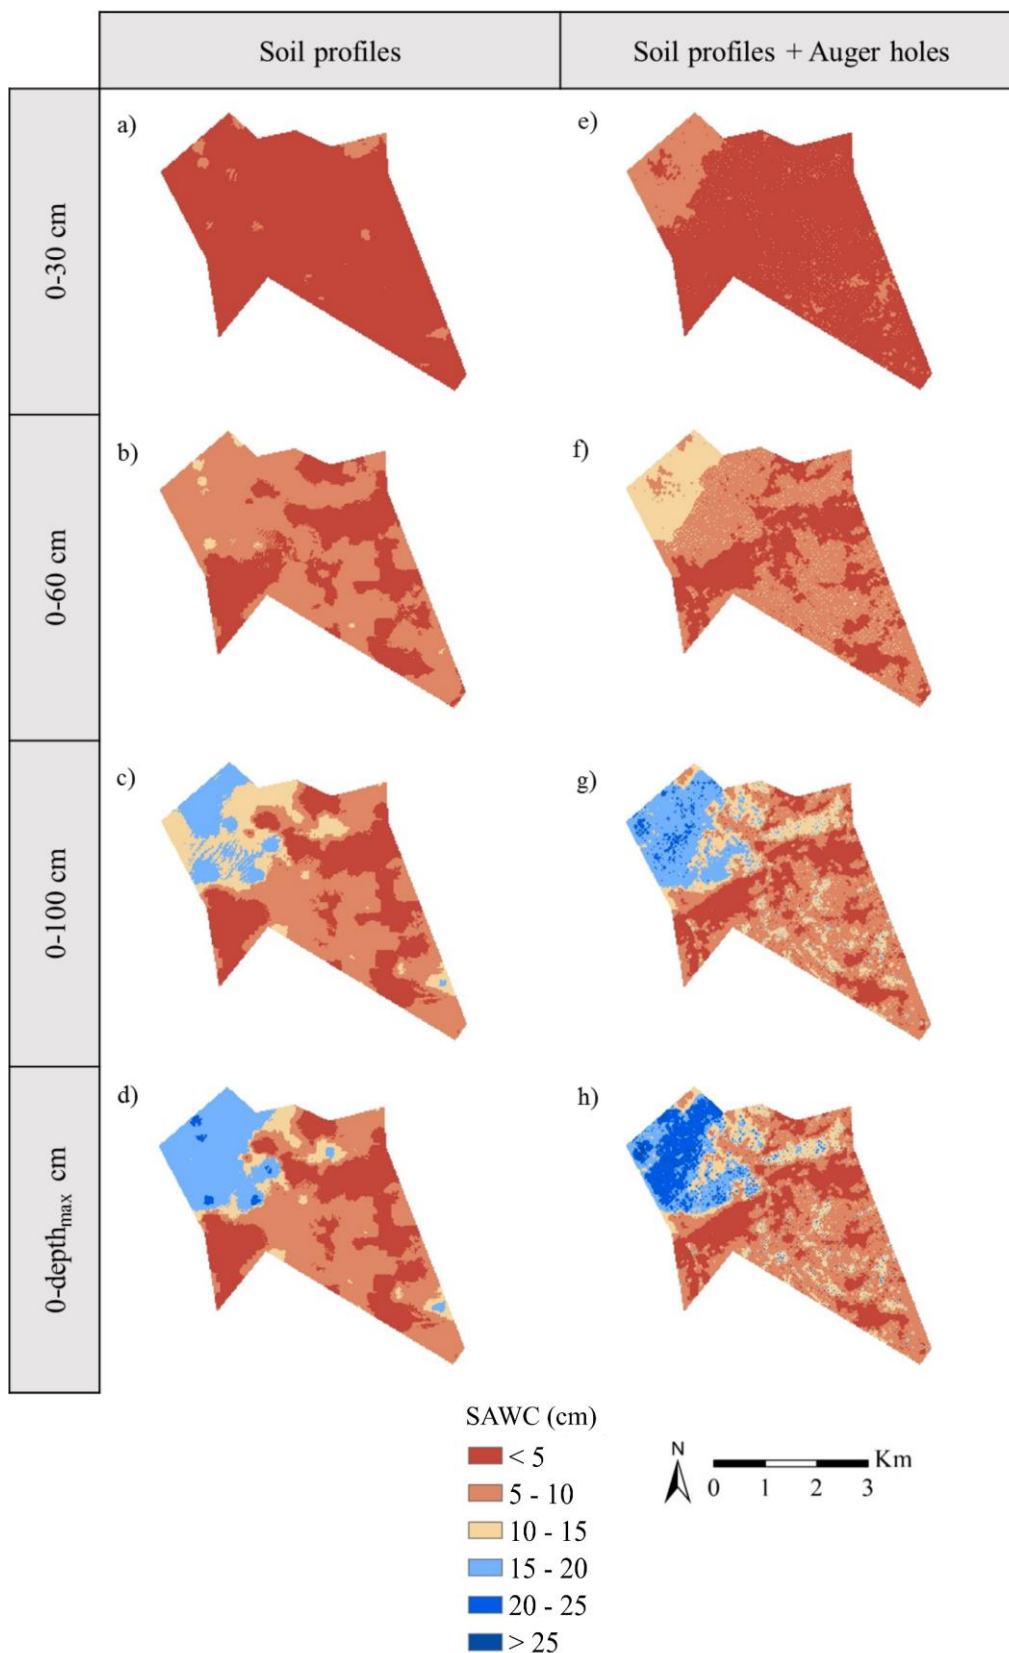 Soil profiles
Soil profiles + Auger holes
0-30 cm
a)
e)
0-60 cm
b)
f)
0-100 cm
c)
g)
0-depthmax cm
d)
h)
SAWC (cm)
< 5
5 - 10
10 - 15
15 - 20
20 - 25
> 25
N
Km
0 1 2 3